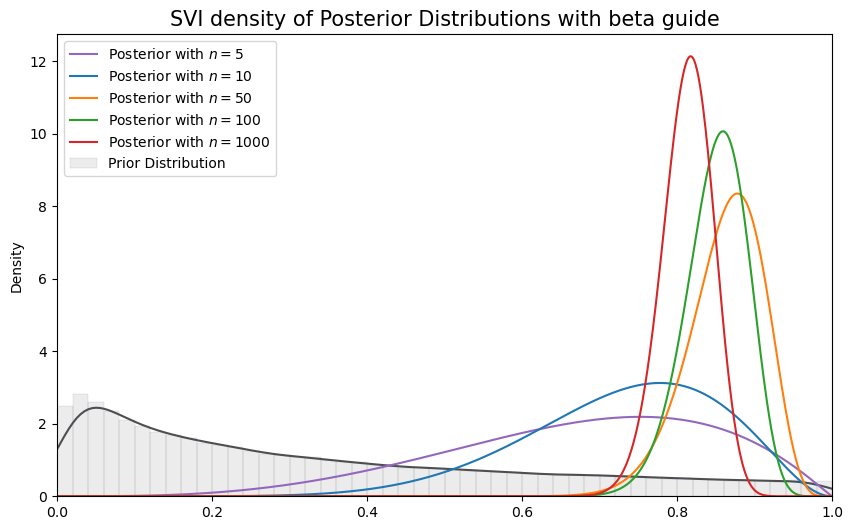 SVI density of Posterior Distributions with beta guide
Posterior with n = 5
Posterior with n = 10
Posterior with n = 50
Posterior with n = 100
Posterior with n = 1000
Prior Distribution
Density
12
10
8
6
4
2
0
0.0 0.2 0.4 0.6 0.8 1.0